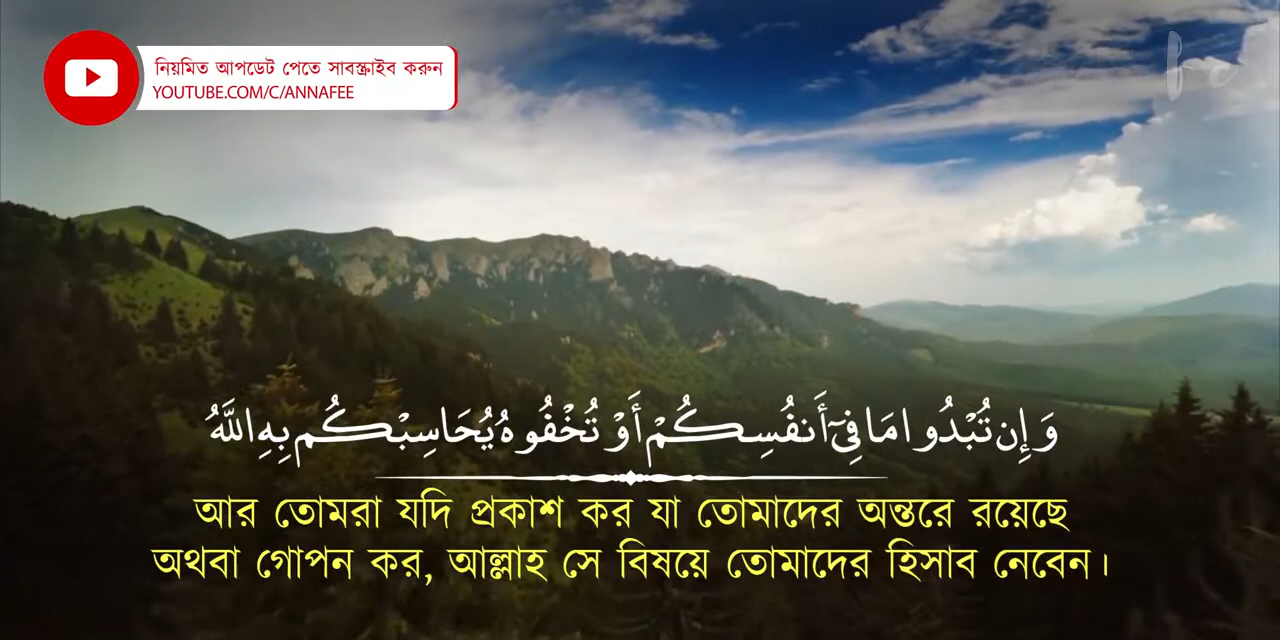 নিয়মিত আপডেট পেতে সাবস্ক্রাইব করুন
YOUTUBE.COM/C/ANNAFEE
وَإِن تُبْدُوا مَا فِىٓ أَنفُسِكُمْ أَوْ تُخْفُوهُ يُحَاسِبْكُم بِهِ اللَّهُ
আর তোমরা যদি প্রকাশ কর যা তোমাদের অন্তরে রয়েছে
অথবা গোপন কর, আল্লাহ সে বিষয়ে তোমাদের হিসাব নেবেন।